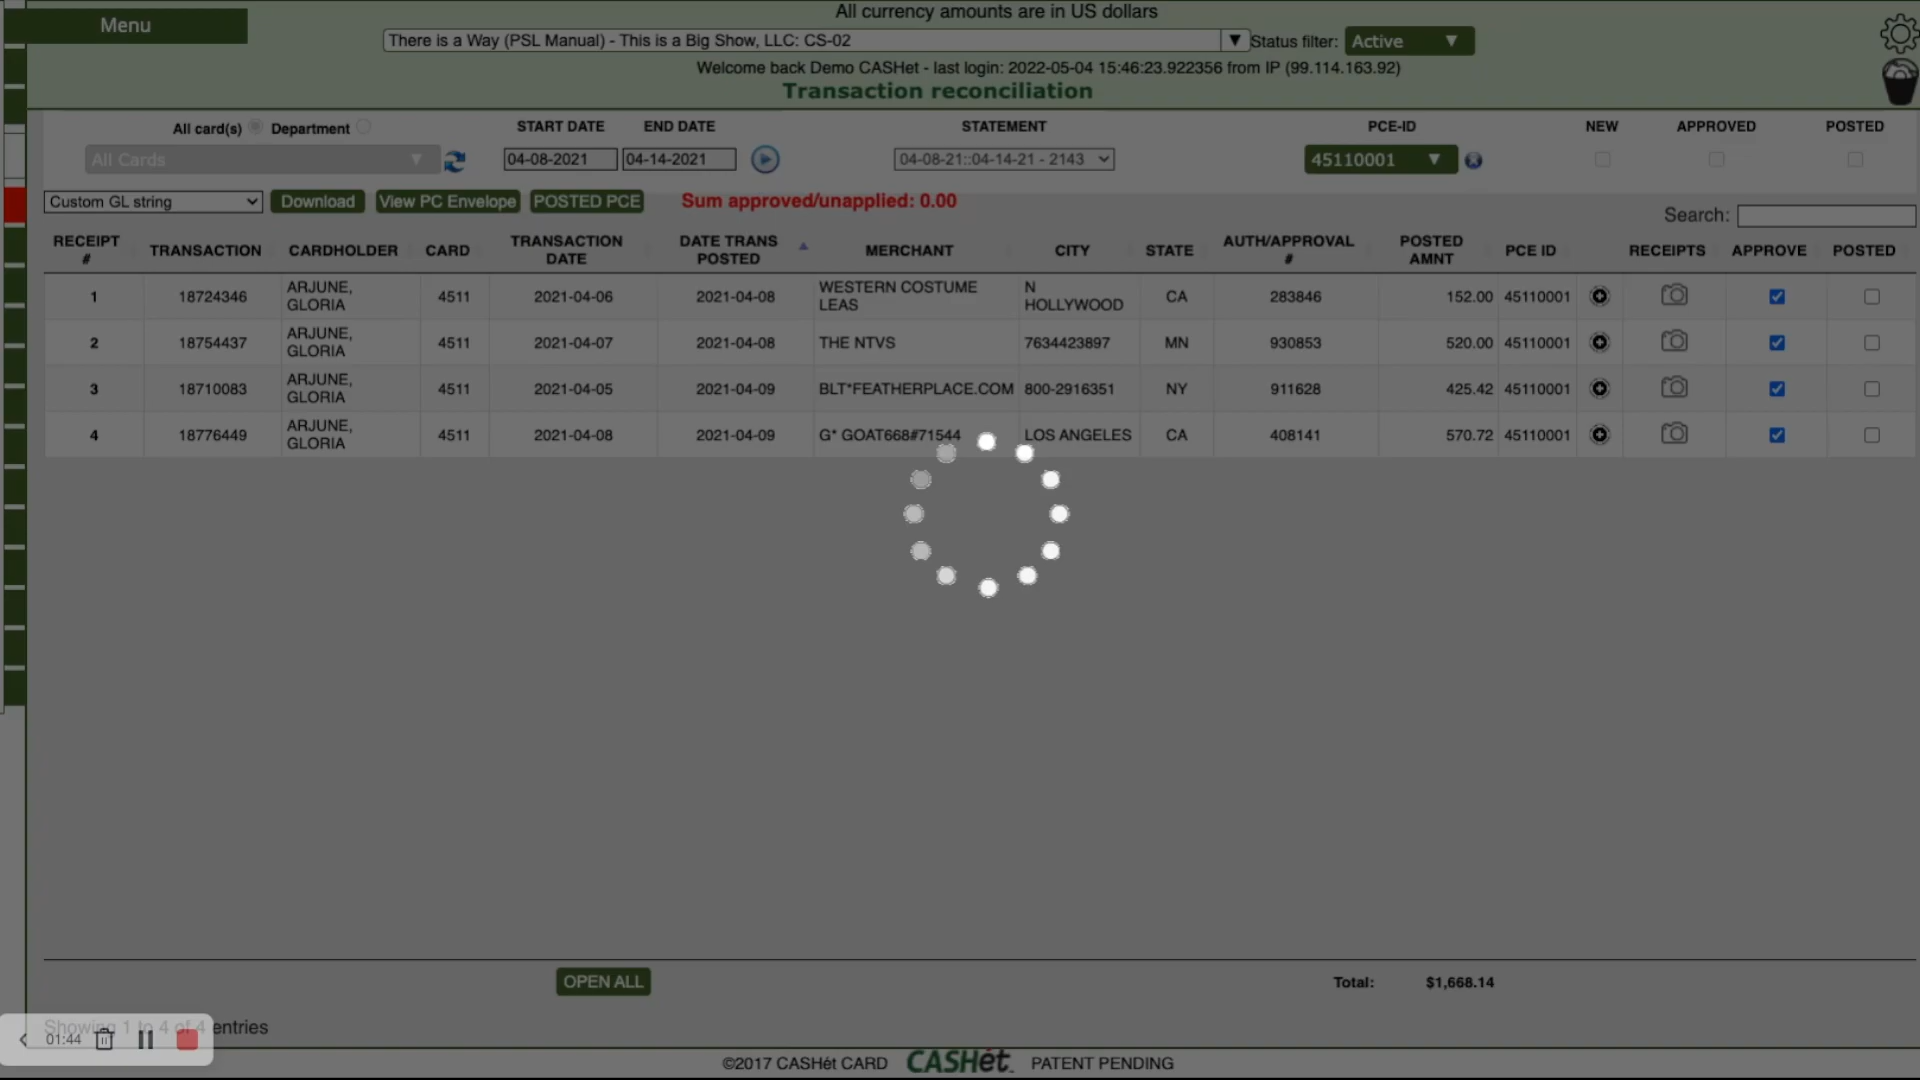 Menu
All currency amounts are in US dollars
There is a Way (PSL Manual) - This is a Big Show, LLC: CS-02
Status filter: Active
Welcome back Demo CASHet - last login: 2022-05-04 15:46:23.922356 from IP (99.114.163.92)
Transaction reconciliation
All card(s) Department START DATE END DATE STATEMENT PCE-ID NEW APPROVED POSTED
All Cards 04-08-2021 04-14-2021 04-08-21::04-14-21 - 2143 45110001
Custom GL string Download View PC Envelope POSTED PCE Sum approved/unapplied: 0.00
Search:
RECEIPT # TRANSACTION CARDHOLDER CARD TRANSACTION DATE DATE TRANS POSTED MERCHANT CITY STATE AUTH/APPROVAL # POSTED AMNT PCE ID RECEIPTS APPROVE POSTED
1 18724346 ARJUNE, GLORIA 4511 2021-04-06 2021-04-08 WESTERN COSTUME LEAS N HOLLYWOOD CA 283846 152.00 45110001
2 18754437 ARJUNE, GLORIA 4511 2021-04-07 2021-04-08 THE NTVS 7634423897 MN 930853 520.00 45110001
3 18710083 ARJUNE, GLORIA 4511 2021-04-05 2021-04-09 BLT*FEATHERPLACE.COM 800-2916351 NY 911628 425.42 45110001
4 18776449 ARJUNE, GLORIA 4511 2021-04-08 2021-04-09 G* GOAT668#71544 LOS ANGELES CA 408141 570.72 45110001
OPEN ALL Total: $1,668.14
Showing 1 to 4 of 4 entries
01:44
©2017 CASHét CARD CASHét PATENT PENDING